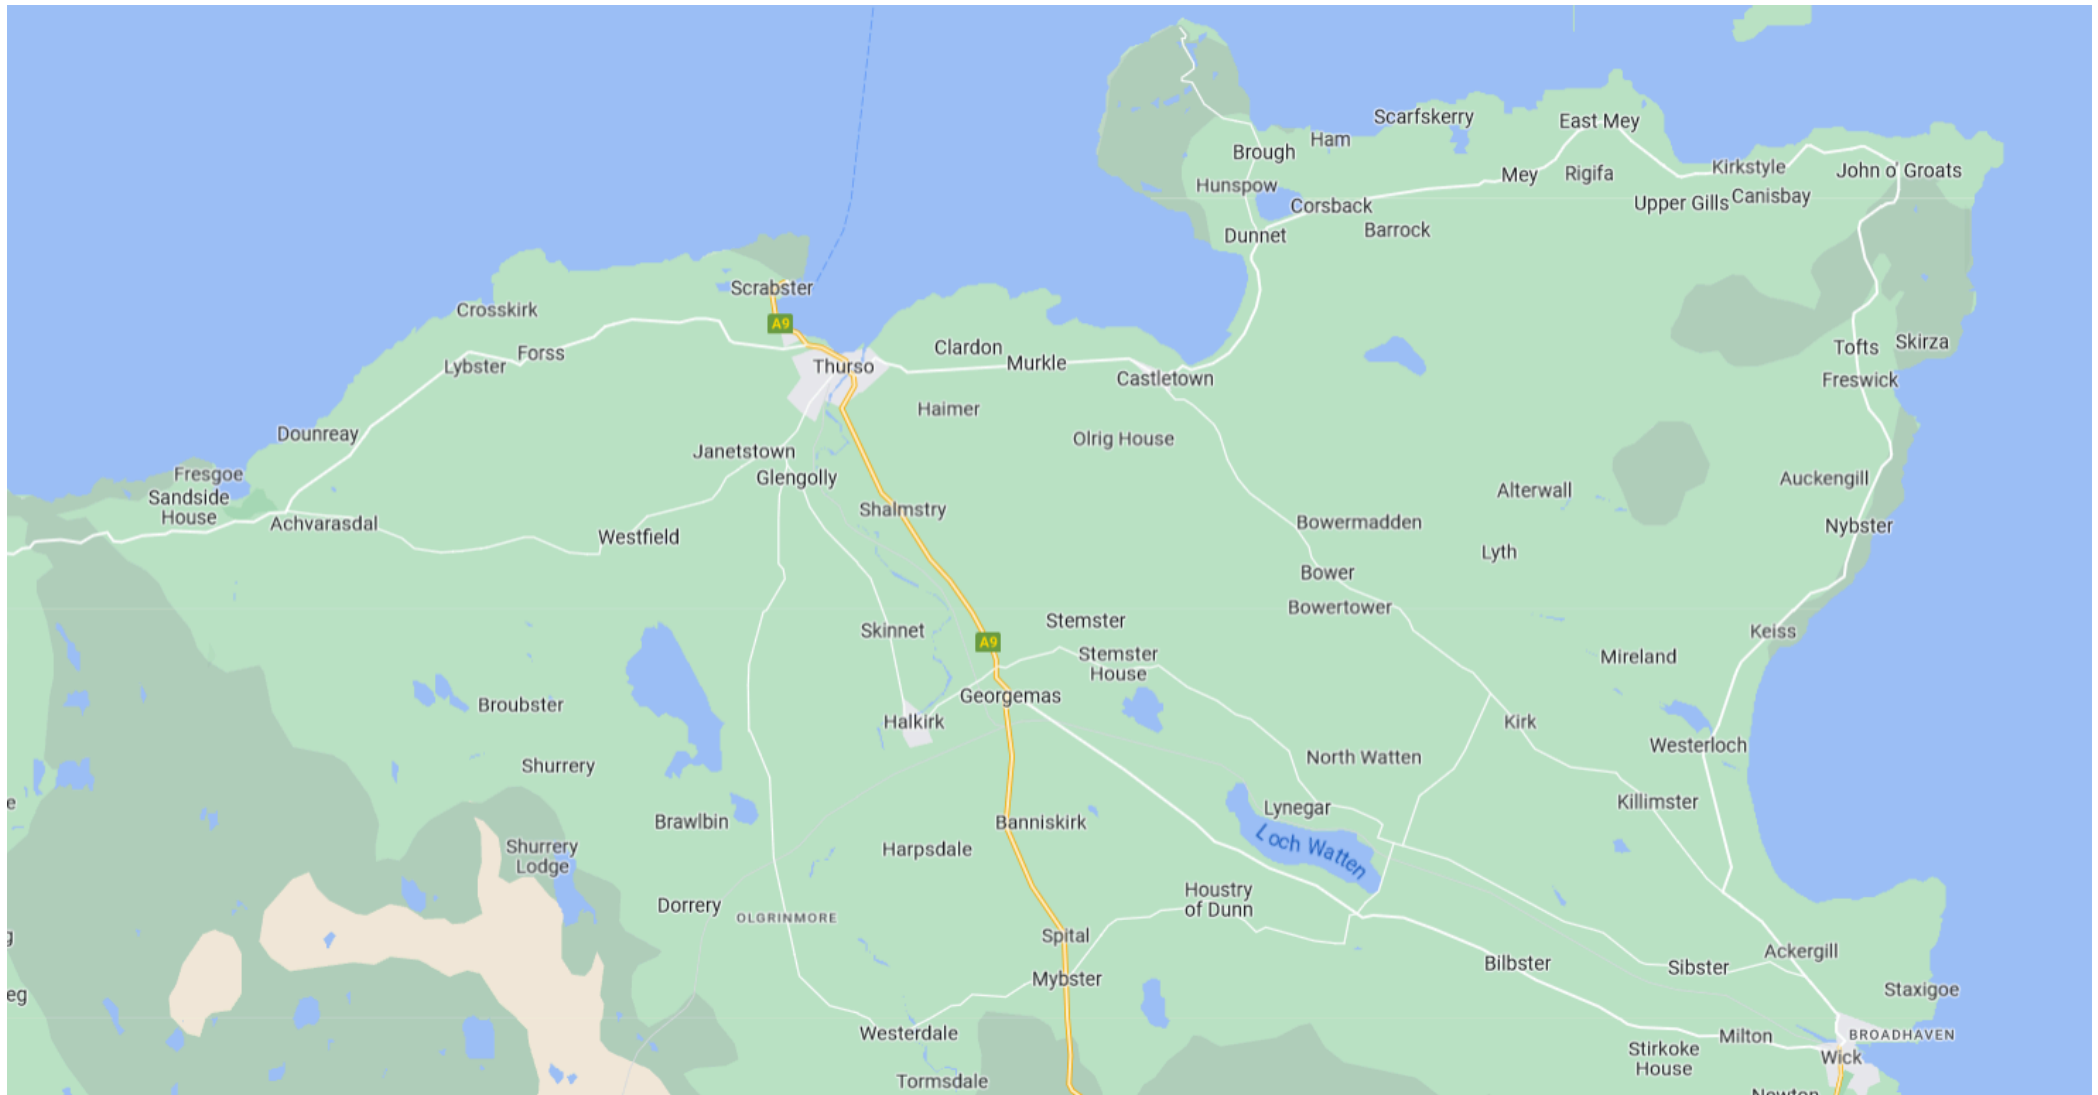 Scarfskerry
East Mey
Ham
Brough
Kirkstyle
John o' Groats
Mey
Rigifa
Hunspow
Canisbay
Upper Gills
Corsback
Barrock
Dunnet
Scrabster
Crosskirk
A9
Skirza
Tofts
Clardon
Forss
Murkle
Lybster
Thurso
Castletown
Freswick
Haimer
Dounreay
Olrig House
Janetstown
Fresgoe
Glengolly
Auckengill
Alterwall
Sandside
House
Shalmstry
Achvarasdal
Bowermadden
Nybster
Westfield
Lyth
Bower
Bowertower
Stemster
Skinnet
Keiss
A9
Stemster
House
Mireland
Georgemas
Broubster
Halkirk
Kirk
Westerloch
North Watten
Shurrery
Killimster
e
Lynegar
Brawlbin
Banniskirk
Loch Watten
Harpsdale
Shurrery
Lodge
Houstry
of Dunn
Dorrery
OLGRINMORE
Spital
g
Ackergill
Bilbster
Sibster
Mybster
Staxigoe
eg
Westerdale
Milton
BROADHAVEN
Stirkoke
House
Wick
Tormsdale
Newton